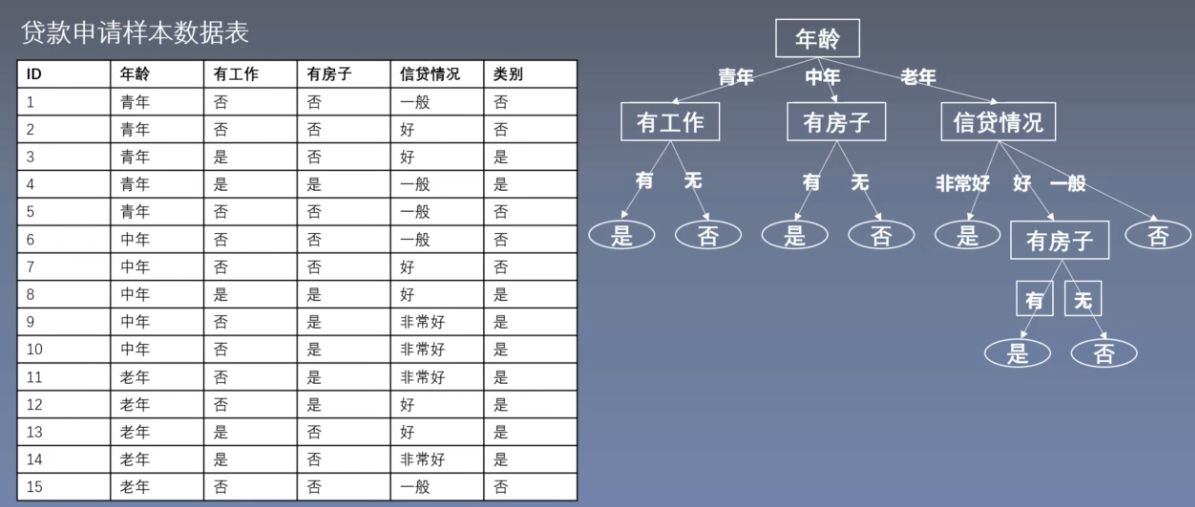 贷款申请样本数据表
ID 年龄 有工作 有房子 信贷情况 类别
1 青年 否 否 一般 否
2 青年 否 否 好 否
3 青年 是 否 好 是
4 青年 是 是 一般 是
5 青年 否 否 一般 否
6 中年 否 否 一般 否
7 中年 否 否 好 否
8 中年 是 是 好 是
9 中年 否 是 非常好 是
10 中年 否 是 非常好 是
11 老年 否 是 非常好 是
12 老年 否 是 好 是
13 老年 是 否 好 是
14 老年 是 否 非常好 是
15 老年 否 否 一般 否
年龄
青年 中年 老年
有工作 有房子 信贷情况
有 无 有 无 非常好 好 一般
是 否 是 否 是 有房子 否
有 无
是 否